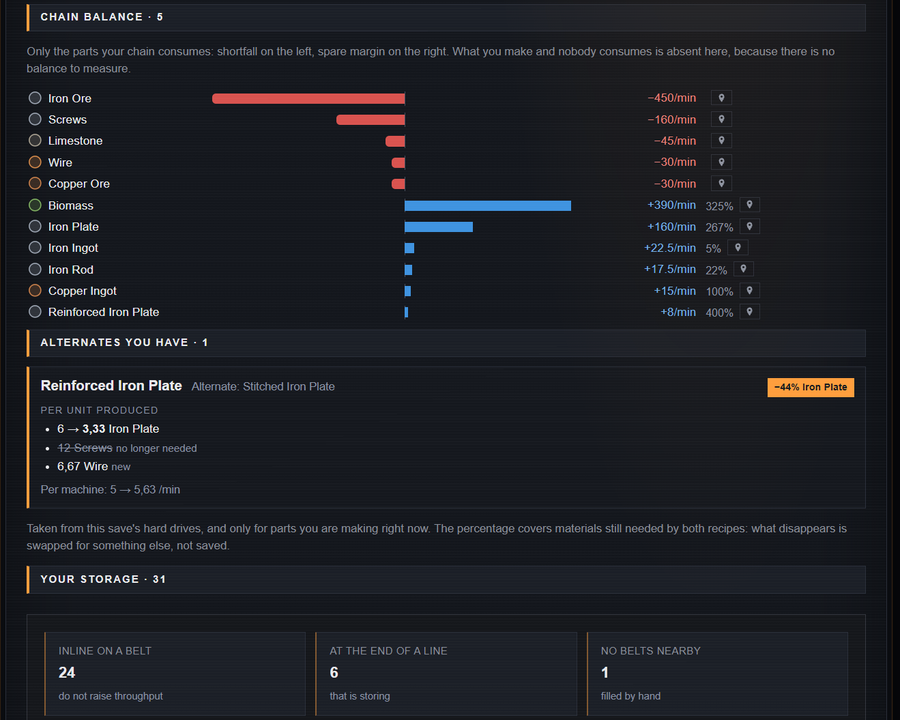 CHAIN BALANCE · 5
Only the parts your chain consumes: shortfall on the left, spare margin on the right. What you make and nobody consumes is absent here, because there is no
balance to measure.
Iron Ore −450/min
Screws −160/min
Limestone −45/min
Wire −30/min
Copper Ore −30/min
Biomass +390/min 325%
Iron Plate +160/min 267%
Iron Ingot +22.5/min 5%
Iron Rod +17.5/min 22%
Copper Ingot +15/min 100%
Reinforced Iron Plate +8/min 400%
ALTERNATES YOU HAVE · 1
Reinforced Iron Plate Alternate: Stitched Iron Plate −44% Iron Plate
PER UNIT PRODUCED
• 6 → 3,33 Iron Plate
• 12 Screws no longer needed
• 6,67 Wire new
Per machine: 5 → 5,63 /min
Taken from this save's hard drives, and only for parts you are making right now. The percentage covers materials still needed by both recipes: what disappears is
swapped for something else, not saved.
YOUR STORAGE · 31
INLINE ON A BELT AT THE END OF A LINE NO BELTS NEARBY
24 6 1
do not raise throughput that is storing filled by hand